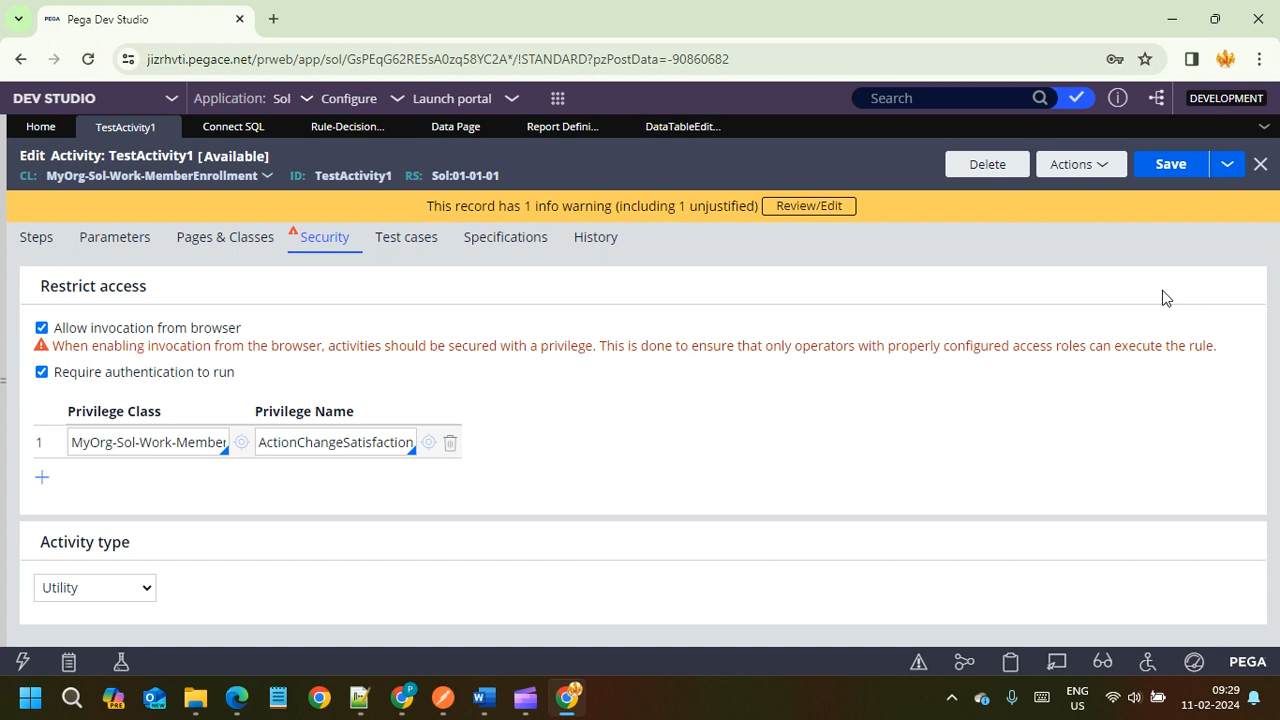 PEGA Pega Dev Studio
jizrhvti.pegace.net/prweb/app/sol/GsPEqG62RE5sA0zq58YC2A*/!STANDARD?pzPostData=-90860682
DEV STUDIO Application: Sol Configure Launch portal Search DEVELOPMENT
Home TestActivity1 Connect SQL Rule-Decision... Data Page Report Defini... DataTableEdit...
Edit Activity: TestActivity1 [Available]
CL: MyOrg-Sol-Work-MemberEnrollment ID: TestActivity1 RS: Sol:01-01-01
Delete Actions Save
This record has 1 info warning (including 1 unjustified) Review/Edit
Steps Parameters Pages & Classes Security Test cases Specifications History
Restrict access
Allow invocation from browser
When enabling invocation from the browser, activities should be secured with a privilege. This is done to ensure that only operators with properly configured access roles can execute the rule.
Require authentication to run
Privilege Class Privilege Name
1 MyOrg-Sol-Work-Member ActionChangeSatisfaction
Activity type
Utility
PEGA
PRE NEW P W ENG US 09:29 11-02-2024